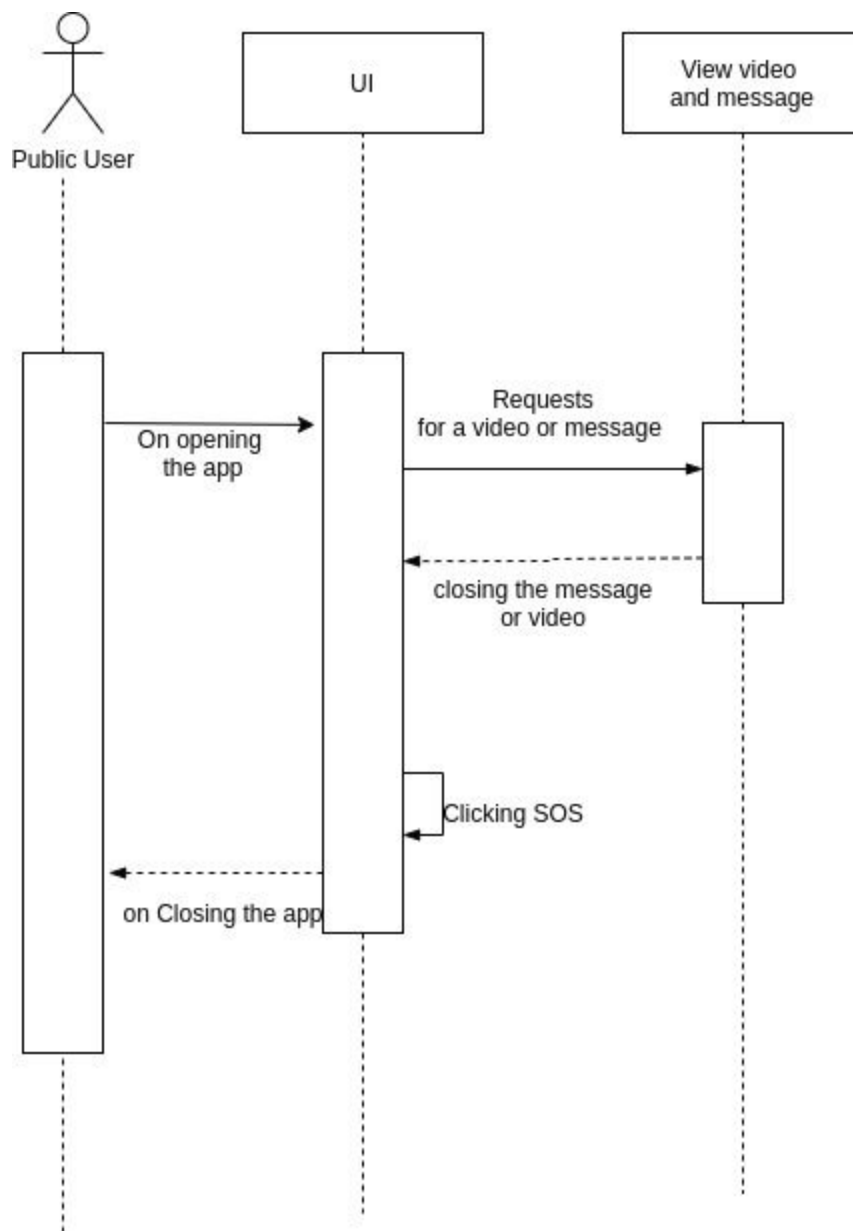 Public User
UI
View video
and message
On opening
the app
Requests
for a video or message
closing the message
or video
Clicking SOS
on Closing the app